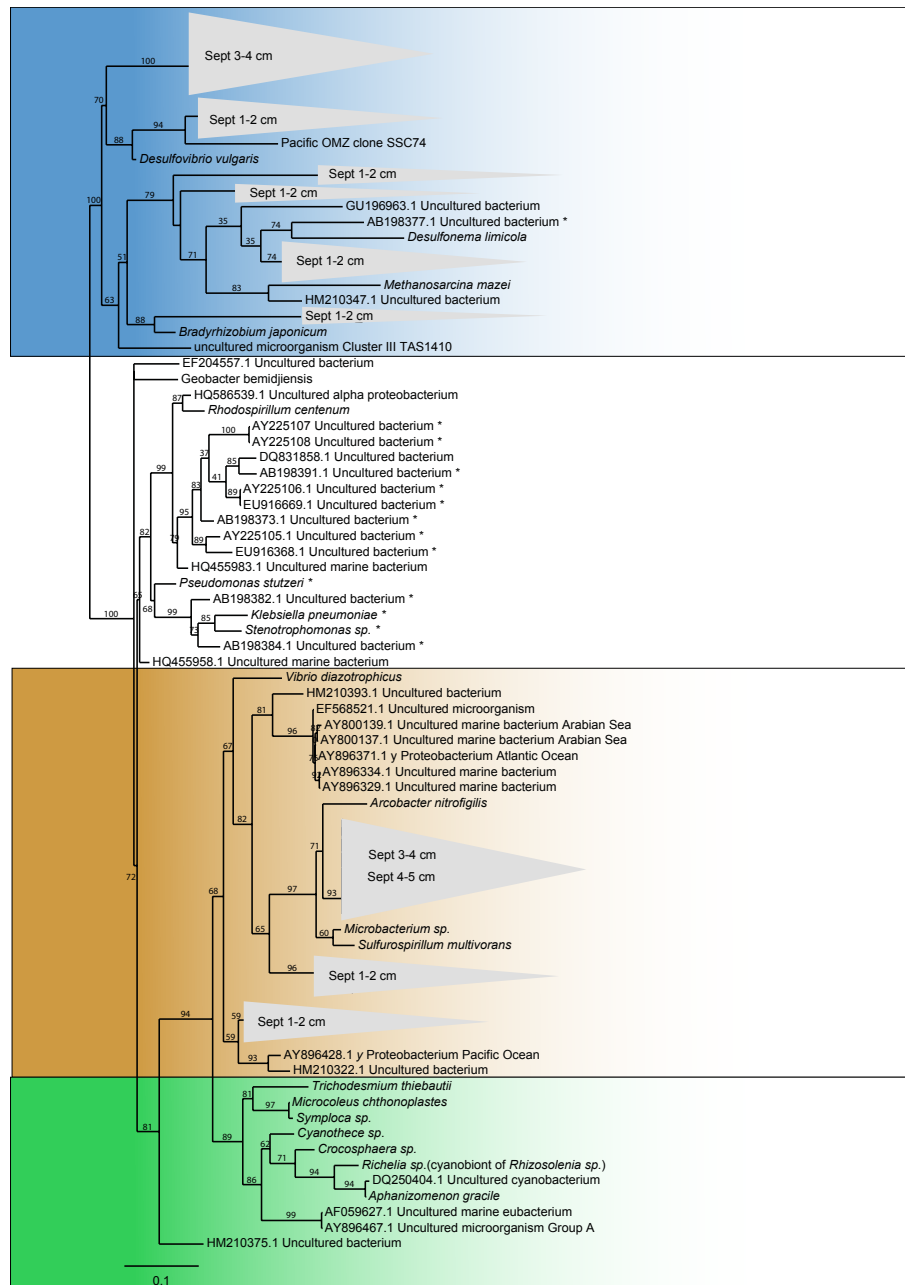 Sept 3-4 cm
100
70
Sept 1-2 cm
94
Pacific OMZ clone SSC74
88
Desulfovibrio vulgaris
Sept 1-2 cm
79
Sept 1-2 cm
100
GU196963.1 Uncultured bacterium
35
74
AB198377.1 Uncultured bacterium *
Desulfonema limicola
35
71
74
Sept 1-2 cm
51
Methanosarcina mazei
83
63
HM210347.1 Uncultured bacterium
Sept 1-2 cm
88
Bradyrhizobium japonicum
uncultured microorganism Cluster III TAS1410
EF204557.1 Uncultured bacterium
Geobacter bemidjiensis
87
HQ586539.1 Uncultured alpha proteobacterium
Rhodospirillum centenum
AY225107 Uncultured bacterium *
100
AY225108 Uncultured bacterium *
37
DQ831858.1 Uncultured bacterium
85
99
AB198391.1 Uncultured bacterium *
41
83
AY225106.1 Uncultured bacterium *
89
EU916669.1 Uncultured bacterium *
95
AB198373.1 Uncultured bacterium *
82
AY225105.1 Uncultured bacterium *
79
89
EU916368.1 Uncultured bacterium *
HQ455983.1 Uncultured marine bacterium
Pseudomonas stutzeri *
65
AB198382.1 Uncultured bacterium *
68
99
100
85
Klebsiella pneumoniae *
73
Stenotrophomonas sp. *
AB198384.1 Uncultured bacterium *
HQ455958.1 Uncultured marine bacterium
Vibrio diazotrophicus
HM210393.1 Uncultured bacterium
81
EF568521.1 Uncultured microorganism
AY800139.1 Uncultured marine bacterium Arabian Sea
96
AY800137.1 Uncultured marine bacterium Arabian Sea
67
AY896371.1 y Proteobacterium Atlantic Ocean
AY896334.1 Uncultured marine bacterium
AY896329.1 Uncultured marine bacterium
Arcobacter nitrofigilis
82
71
Sept 3-4 cm
Sept 4-5 cm
72
68
97
93
65
60
Microbacterium sp.
Sulfurospirillum multivorans
96
Sept 1-2 cm
94
59
Sept 1-2 cm
59
AY896428.1 y Proteobacterium Pacific Ocean
93
HM210322.1 Uncultured bacterium
Trichodesmium thiebautii
81
Microcoleus chthonoplastes
97
Symploca sp.
81
Cyanothece sp.
89
62
Crocosphaera sp.
71
Richelia sp.(cyanobiont of Rhizosolenia sp.)
94
DQ250404.1 Uncultured cyanobacterium
86
94
Aphanizomenon gracile
AF059627.1 Uncultured marine eubacterium
99
AY896467.1 Uncultured microorganism Group A
HM210375.1 Uncultured bacterium
0.1